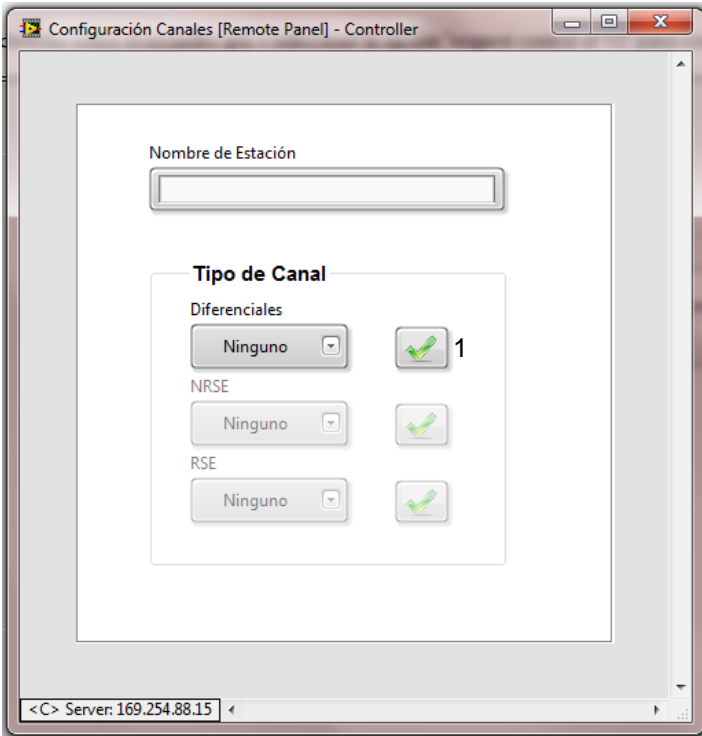 Configuración Canales [Remote Panel] - Controller
Nombre de Estación
Tipo de Canal
Diferenciales
Ninguno
1
NRSE
Ninguno
RSE
Ninguno
<C> Server: 169.254.88.15